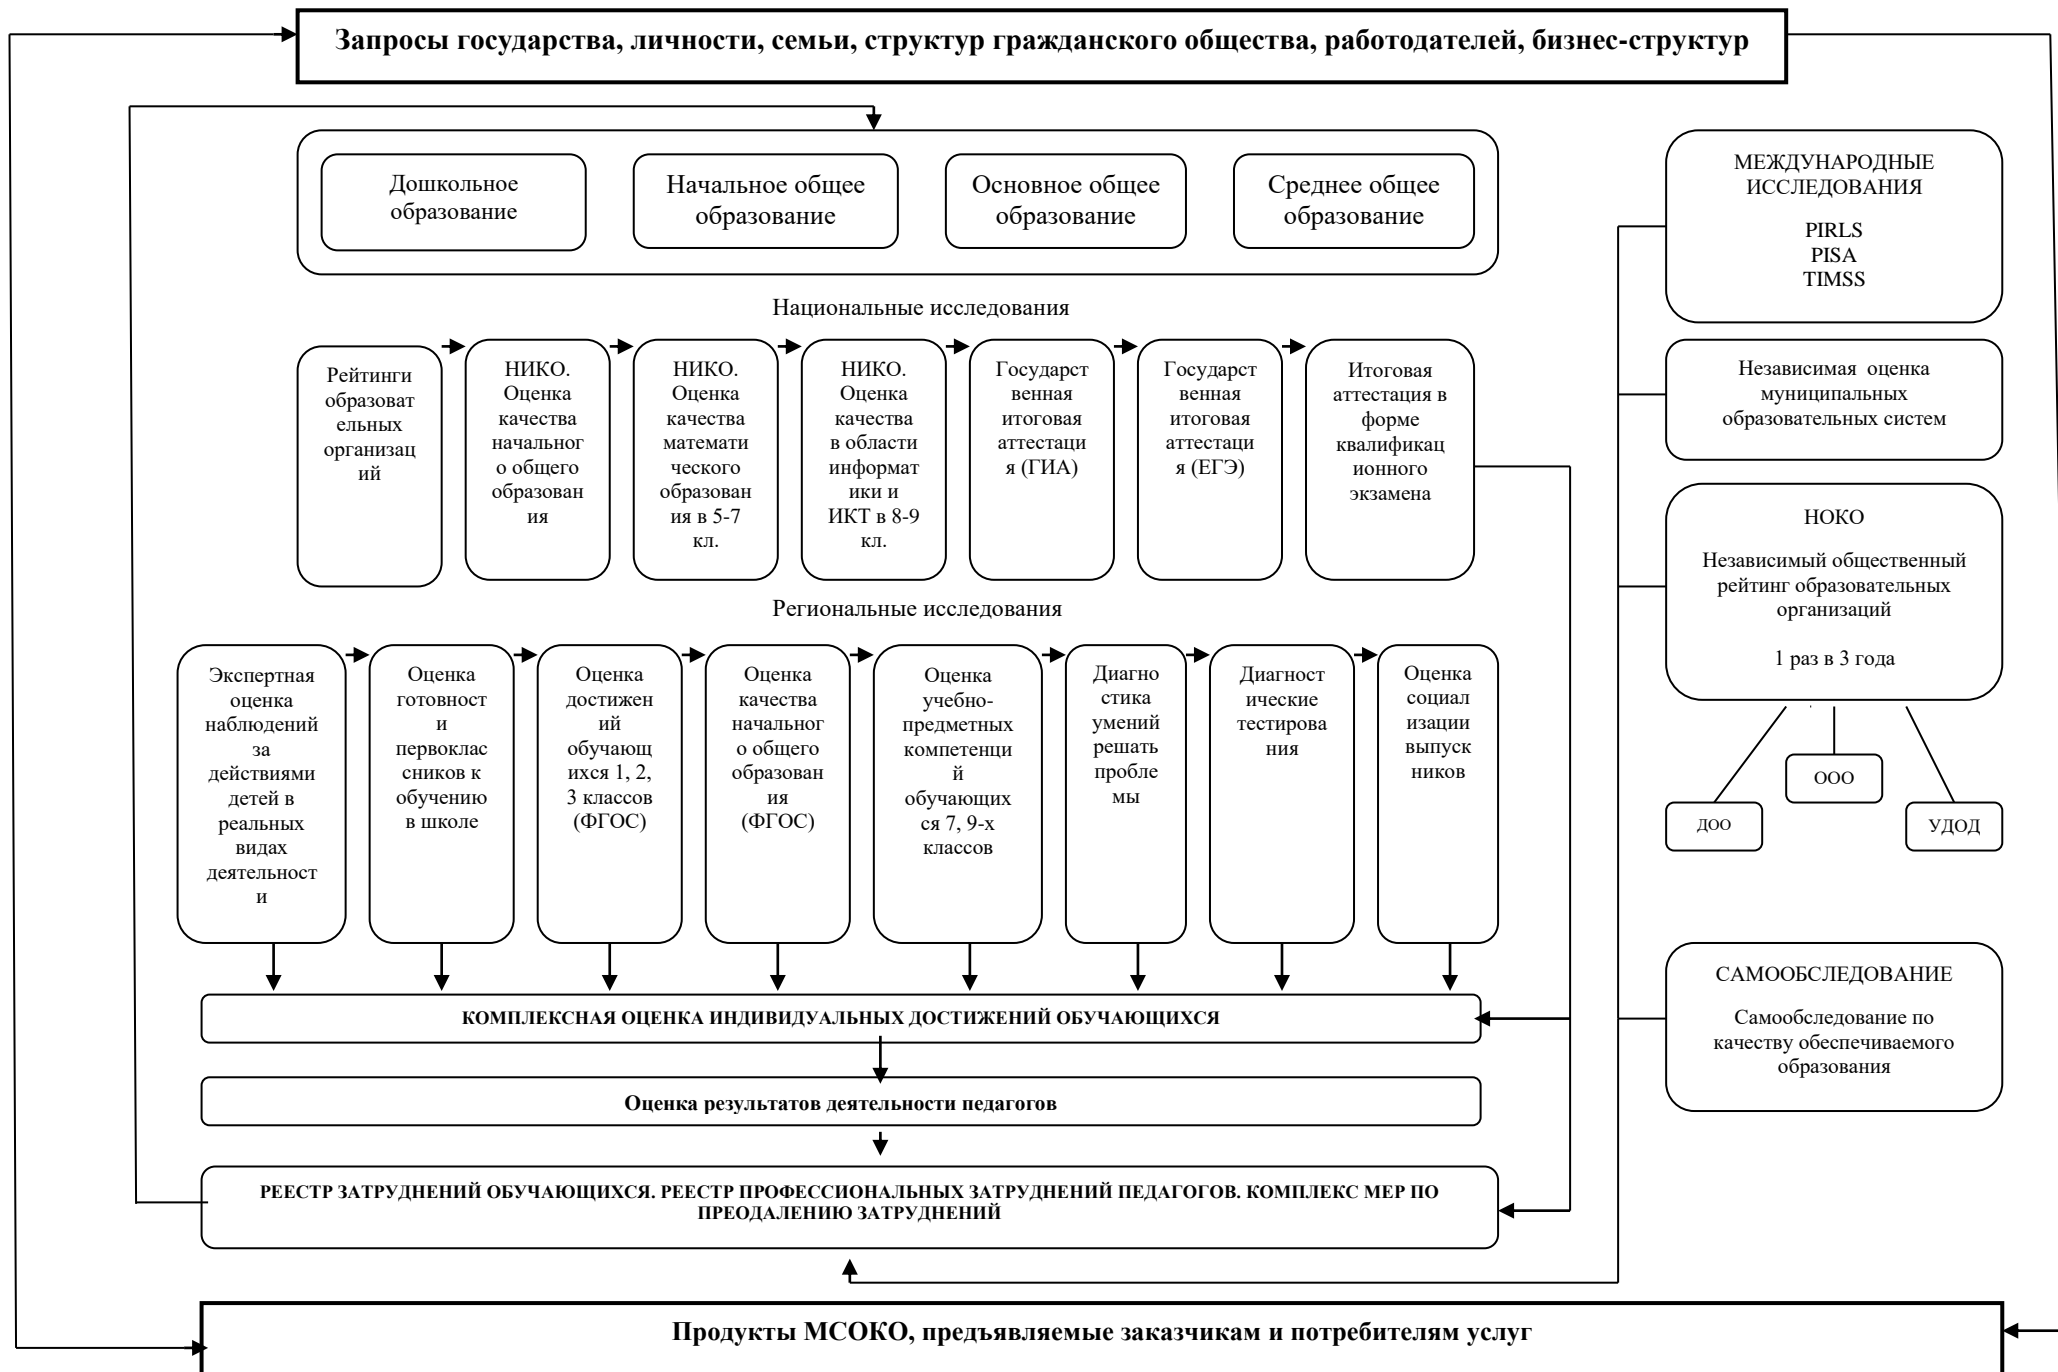 Запросы государства, личности, семьи, структур гражданского общества, работодателей, бизнес-структур
Дошкольное
образование
Начальное общее
образование
Основное общее
образование
Среднее общее
образование
МЕЖДУНАРОДНЫЕ
ИССЛЕДОВАНИЯ
PIRLS
PISA
TIMSS
Национальные исследования
Рейтинги
образоват
ельных
организац
ий
НИКО.
Оценка
качества
начальног
о общего
образован
ия
НИКО.
Оценка
качества
математи
ческого
образован
ия в 5-7
кл.
НИКО.
Оценка
качества
в области
информат
ики и
ИКТ в 8-9
кл.
Государст
венная
итоговая
аттестаци
я (ГИА)
Государст
венная
итоговая
аттестаци
я (ЕГЭ)
Итоговая
аттестация в
форме
квалификац
ионного
экзамена
Независимая оценка
муниципальных
образовательных систем
НОКО
Независимый общественный
рейтинг образовательных
организаций
1 раз в 3 года
ДОО
ООО
УДОД
Региональные исследования
Экспертная
оценка
наблюдений
за
действиями
детей в
реальных
видах
деятельност
и
Оценка
готовност
и
первоклас
сников к
обучению
в школе
Оценка
достижен
ий
обучающ
ихся 1, 2,
3 классов
(ФГОС)
Оценка
качества
начальног
о общего
образован
ия
(ФГОС)
Оценка
учебно-
предметных
компетенци
й
обучающих
ся 7, 9-х
классов
Диагно
стика
умений
решать
пробле
мы
Диагност
ические
тестирова
ния
Оценка
социал
изации
выпуск
ников
САМООБСЛЕДОВАНИЕ
Самообследование по
качеству обеспечиваемого
образования
КОМПЛЕКСНАЯ ОЦЕНКА ИНДИВИДУАЛЬНЫХ ДОСТИЖЕНИЙ ОБУЧАЮЩИХСЯ
Оценка результатов деятельности педагогов
РЕЕСТР ЗАТРУДНЕНИЙ ОБУЧАЮЩИХСЯ. РЕЕСТР ПРОФЕССИОНАЛЬНЫХ ЗАТРУДНЕНИЙ ПЕДАГОГОВ. КОМПЛЕКС МЕР ПО
ПРЕОДАЛЕНИЮ ЗАТРУДНЕНИЙ
Продукты МСОКО, предъявляемые заказчикам и потребителям услуг